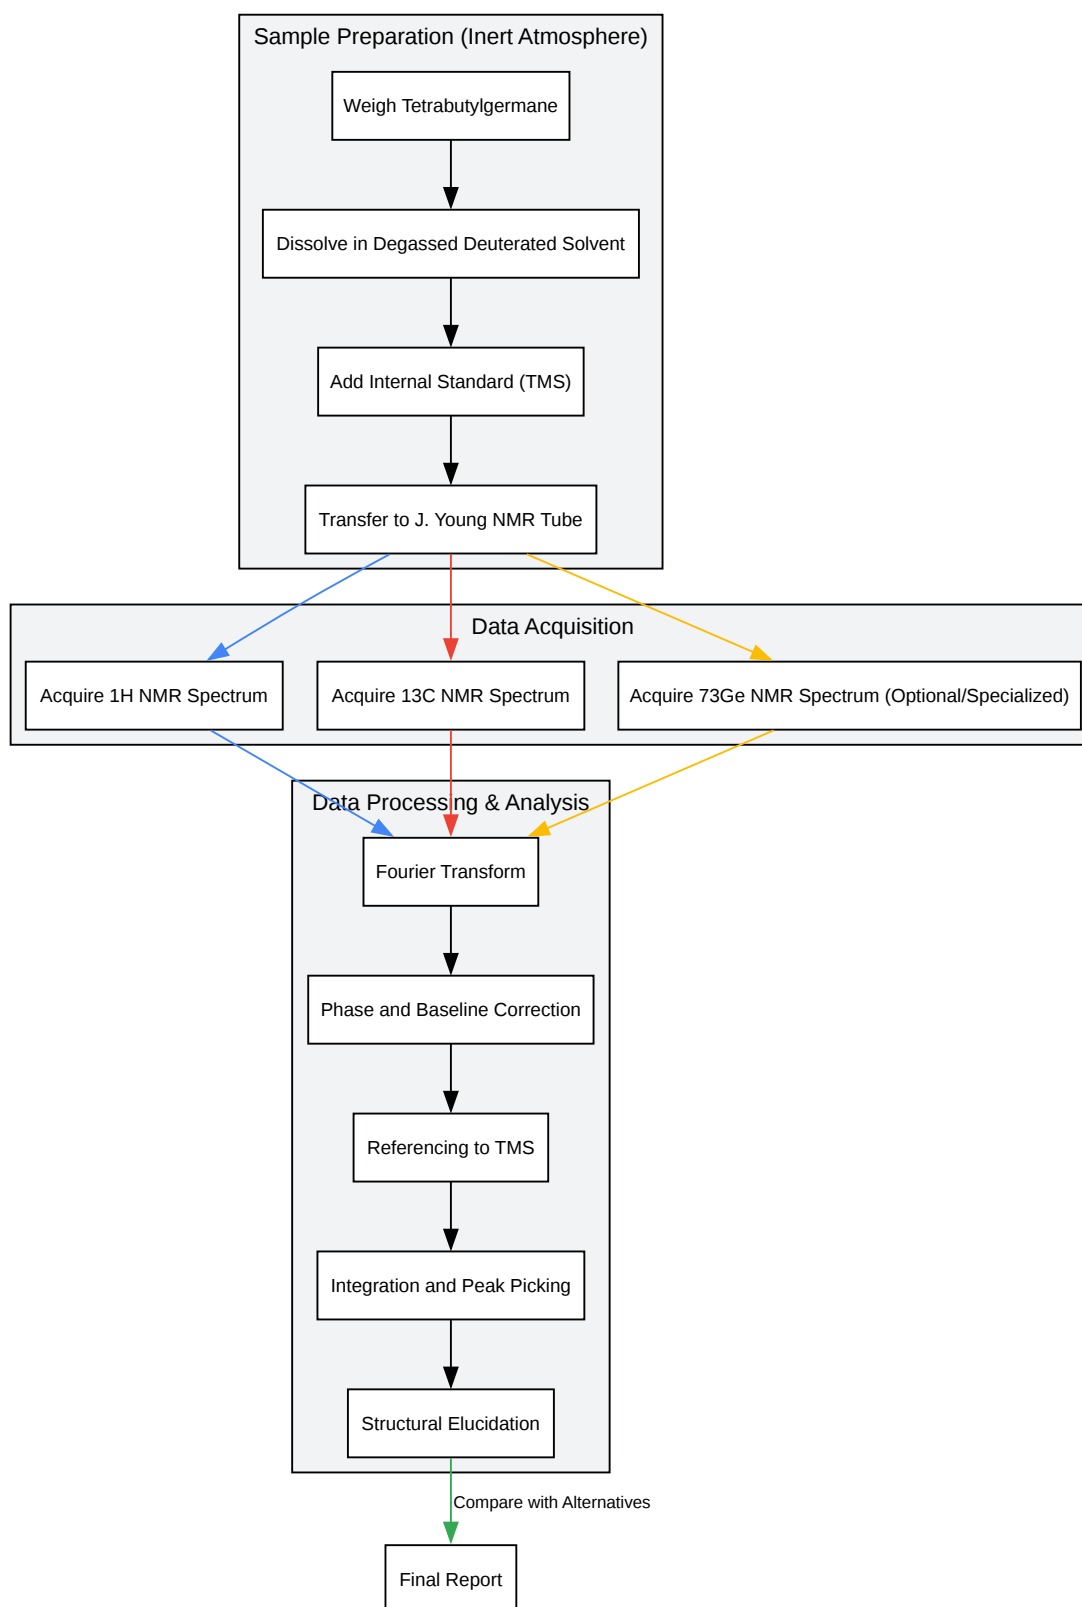 Sample Preparation (Inert Atmosphere)
Weigh Tetrabutylgermane
Dissolve in Degassed Deuterated Solvent
Add Internal Standard (TMS)
Transfer to J. Young NMR Tube
Data Acquisition
Acquire 1H NMR Spectrum
Acquire 13C NMR Spectrum
Acquire 73Ge NMR Spectrum (Optional/Specialized)
Data Processing & Analysis
Fourier Transform
Phase and Baseline Correction
Referencing to TMS
Integration and Peak Picking
Structural Elucidation
Compare with Alternatives
Final Report